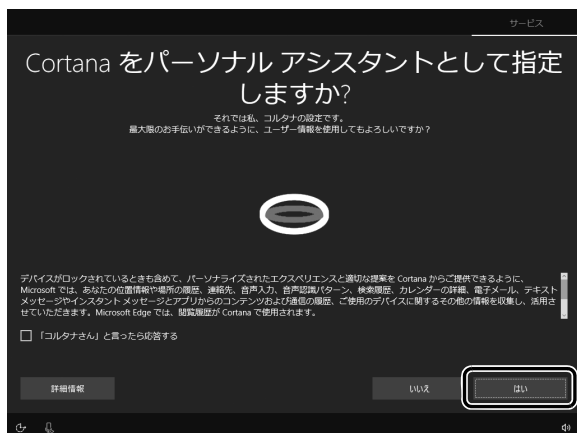 サービス
Cortana をパーソナル アシスタントとして指定
しますか?
それでは私、コルタナの設定です。
最大限のお手伝いができるように、ユーザー情報を使用してもよろしいですか？
デバイスがロックされているときも含めて、パーソナライズされたエクスペリエンスと適切な提案を Cortana からご提供できるように、
Microsoft では、あなたの位置情報や場所の履歴、連絡先、音声入力、音声認識パターン、検索履歴、カレンダーの詳細、電子メール、テキスト
メッセージやインスタント メッセージとアプリからのコンテンツおよび通信の履歴、ご使用のデバイスに関するその他の情報を収集し、活用さ
せていただきます。Microsoft Edge では、閲覧履歴が Cortana で使用されます。
「コルタナさん」と言ったら応答する
詳細情報
いいえ
はい